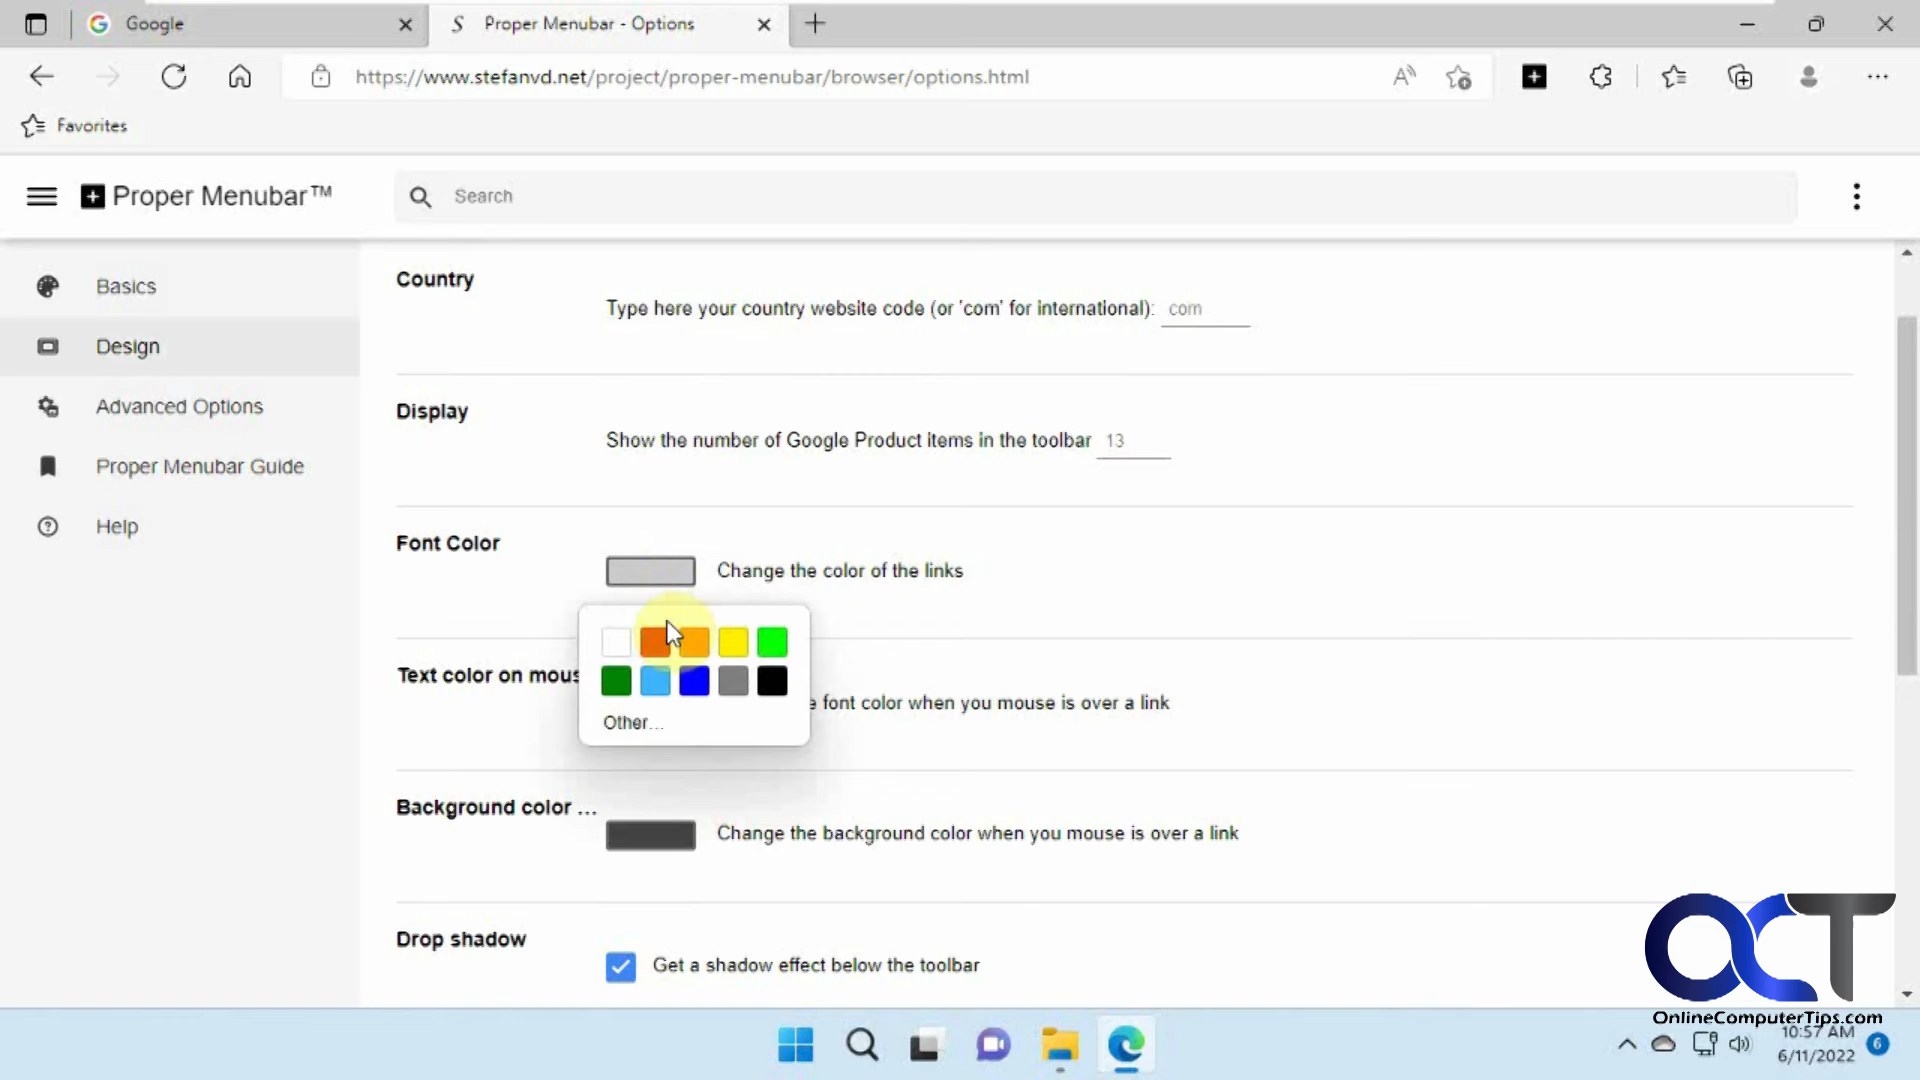 Google
Proper Menubar - Options
https://www.stefanvd.net/project/proper-menubar/browser/options.html
Favorites
Proper Menubar™
Search
Basics
Design
Advanced Options
Proper Menubar Guide
Help
Country
Type here your country website code (or 'com' for international): com
Display
Show the number of Google Product items in the toolbar 13
Font Color
Change the color of the links
Text color on mous
font color when you mouse is over a link
Other...
Background color ...
Change the background color when you mouse is over a link
Drop shadow
Get a shadow effect below the toolbar
OCT
OnlineComputerTips.com
10:57 AM
6/11/2022
6